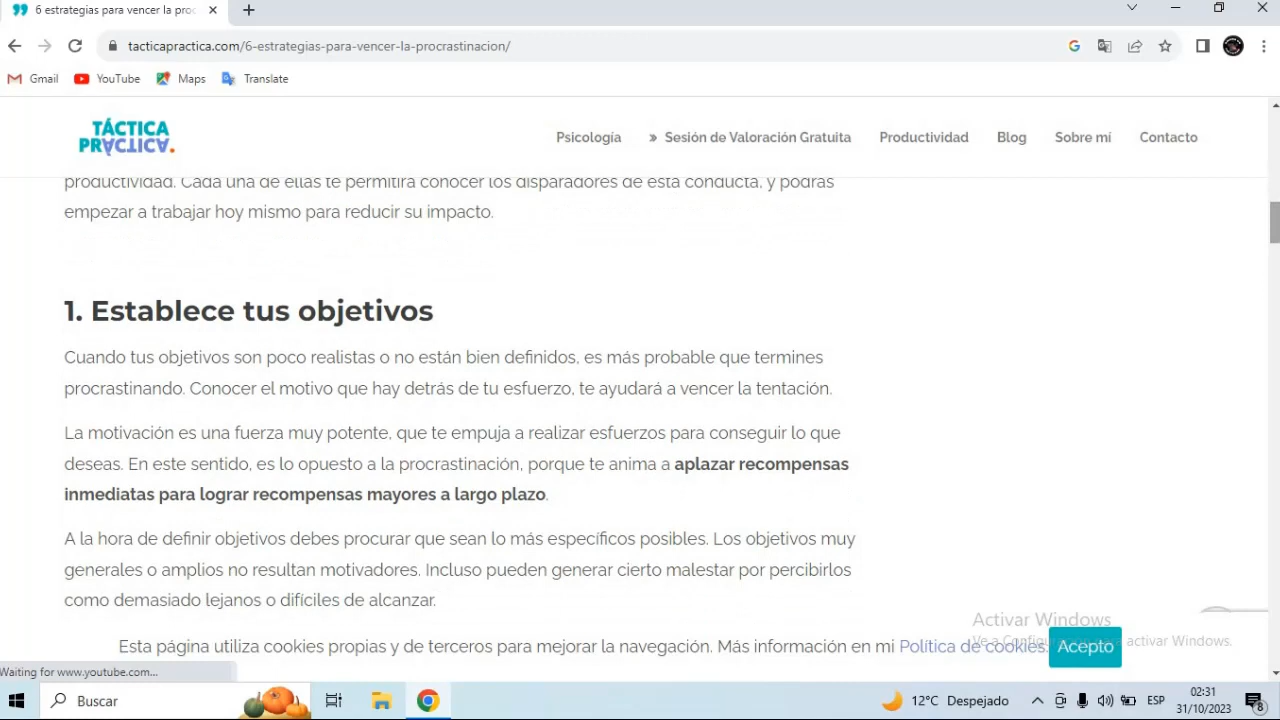 6 estrategias para vencer la proc
tacticapractica.com/6-estrategias-para-vencer-la-procrastinacion/
Gmail
YouTube
Maps
Translate
TÁCTICA
PRACTICA.
Psicología
» Sesión de Valoración Gratuita
Productividad
Blog
Sobre mí
Contacto
productividad. Cada una de ellas te permitirá conocer los disparadores de esta conducta, y podrás
empezar a trabajar hoy mismo para reducir su impacto.
1. Establece tus objetivos
Cuando tus objetivos son poco realistas o no están bien definidos, es más probable que termines
procrastinando. Conocer el motivo que hay detrás de tu esfuerzo, te ayudará a vencer la tentación.
La motivación es una fuerza muy potente, que te empuja a realizar esfuerzos para conseguir lo que
deseas. En este sentido, es lo opuesto a la procrastinación, porque te anima a aplazar recompensas
inmediatas para lograr recompensas mayores a largo plazo.
A la hora de definir objetivos debes procurar que sean lo más específicos posibles. Los objetivos muy
generales o amplios no resultan motivadores. Incluso pueden generar cierto malestar por percibirlos
como demasiado lejanos o difíciles de alcanzar.
Activar Windows
Ve a Configuración para activar Windows.
Esta página utiliza cookies propias y de terceros para mejorar la navegación. Más información en mi Política de cookies.
Acepto
Waiting for www.youtube.com...
Buscar
12°C Despejado
ESP
02:31
31/10/2023
8